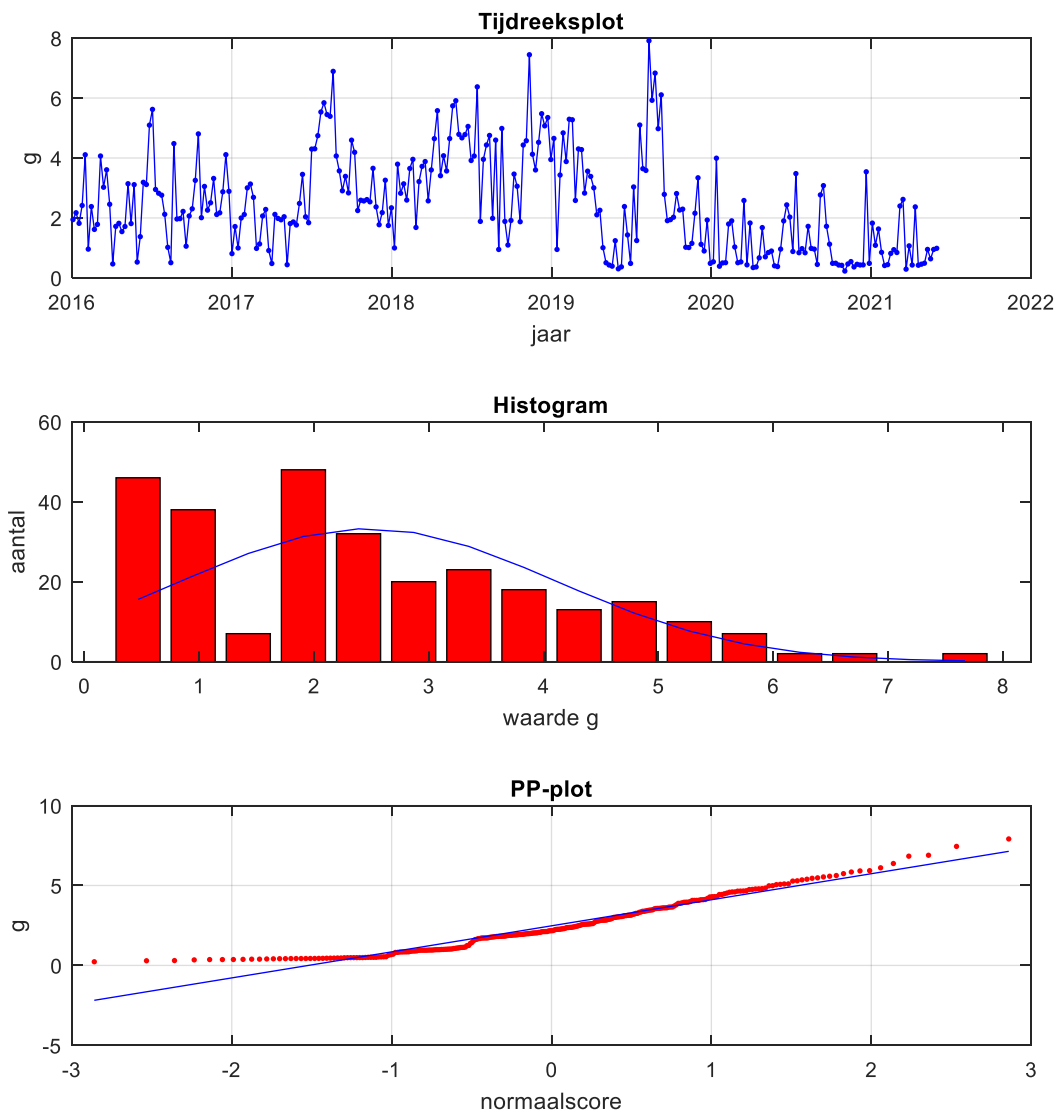 Tijdreeksplot
8
6
4
2
0
g
2016 2017 2018 2019 2020 2021 2022
jaar
Histogram
60
40
20
0
aantal
0 1 2 3 4 5 6 7 8
waarde g
PP-plot
10
5
0
-5
g
-3 -2 -1 0 1 2 3
normaalscore